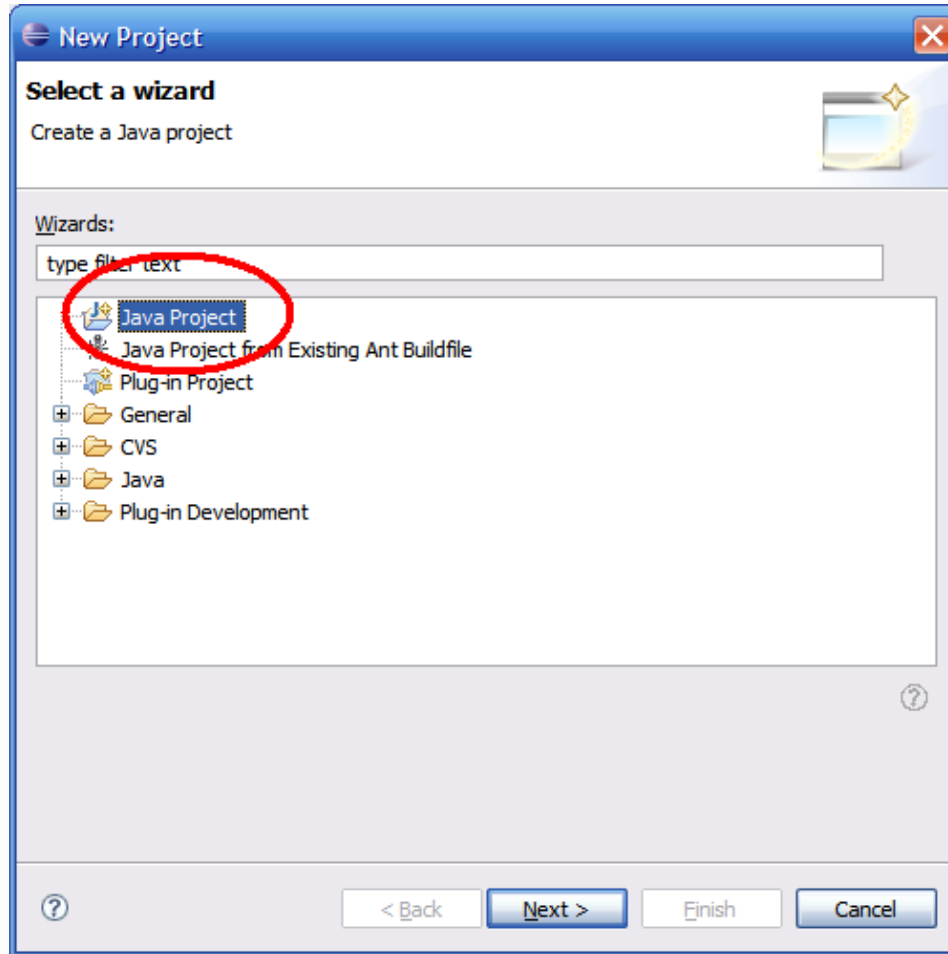 New Project
Select a wizard
Create a Java project
Wizards:
type filter text
Java Project
Java Project from Existing Ant Buildfile
Plug-in Project
General
CVS
Java
Plug-in Development
< Back Next > Finish Cancel